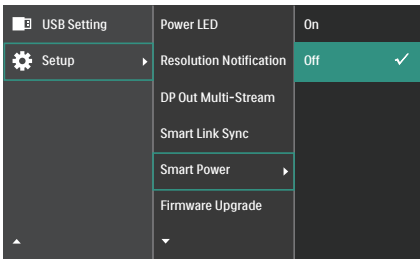 USB Setting
Setup
Power LED
Resolution Notification
DP Out Multi-Stream
Smart Link Sync
Smart Power
Firmware Upgrade
On
Off